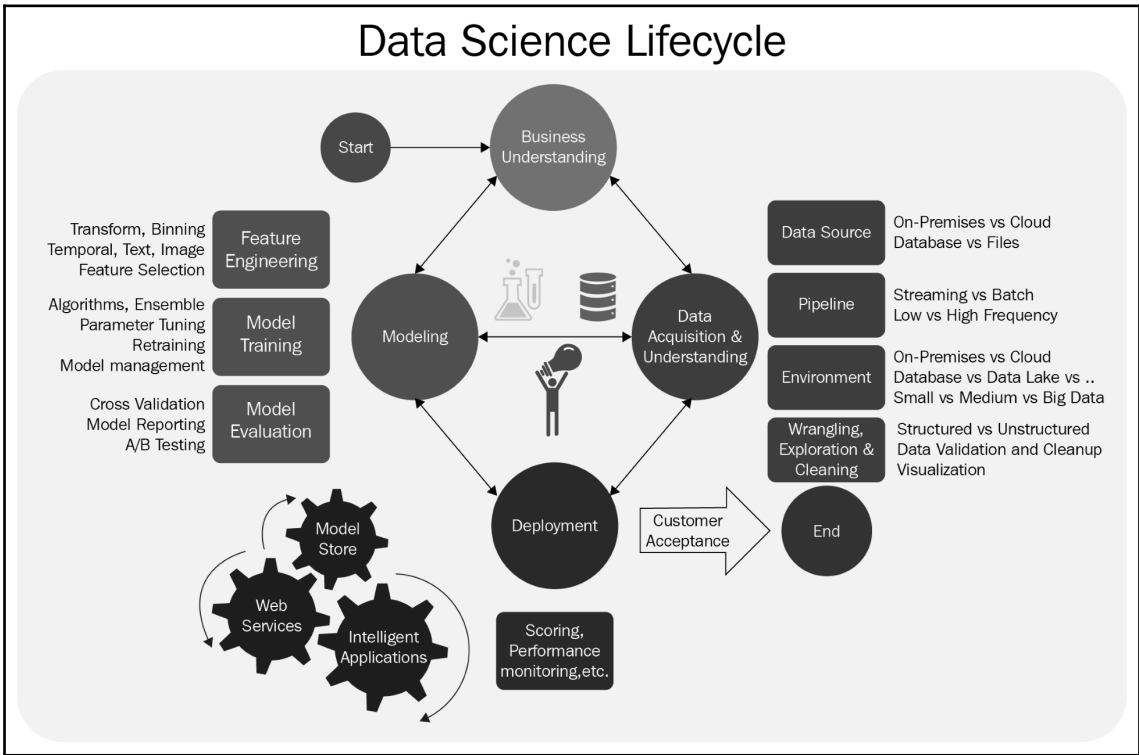 Data Science Lifecycle
Start
Business
Understanding
Transform, Binning
Temporal, Text, Image
Feature Selection
Feature
Engineering
Algorithms, Ensemble
Parameter Tuning
Retraining
Model management
Model
Training
Cross Validation
Model Reporting
A/B Testing
Model
Evaluation
Modeling
Data
Acquisition &
Understanding
Data Source
On-Premises vs Cloud
Database vs Files
Pipeline
Streaming vs Batch
Low vs High Frequency
Environment
On-Premises vs Cloud
Database vs Data Lake vs ..
Small vs Medium vs Big Data
Wrangling,
Exploration &
Cleaning
Structured vs Unstructured
Data Validation and Cleanup
Visualization
Deployment
Customer
Acceptance
End
Model
Store
Web
Services
Intelligent
Applications
Scoring,
Performance
monitoring,etc.